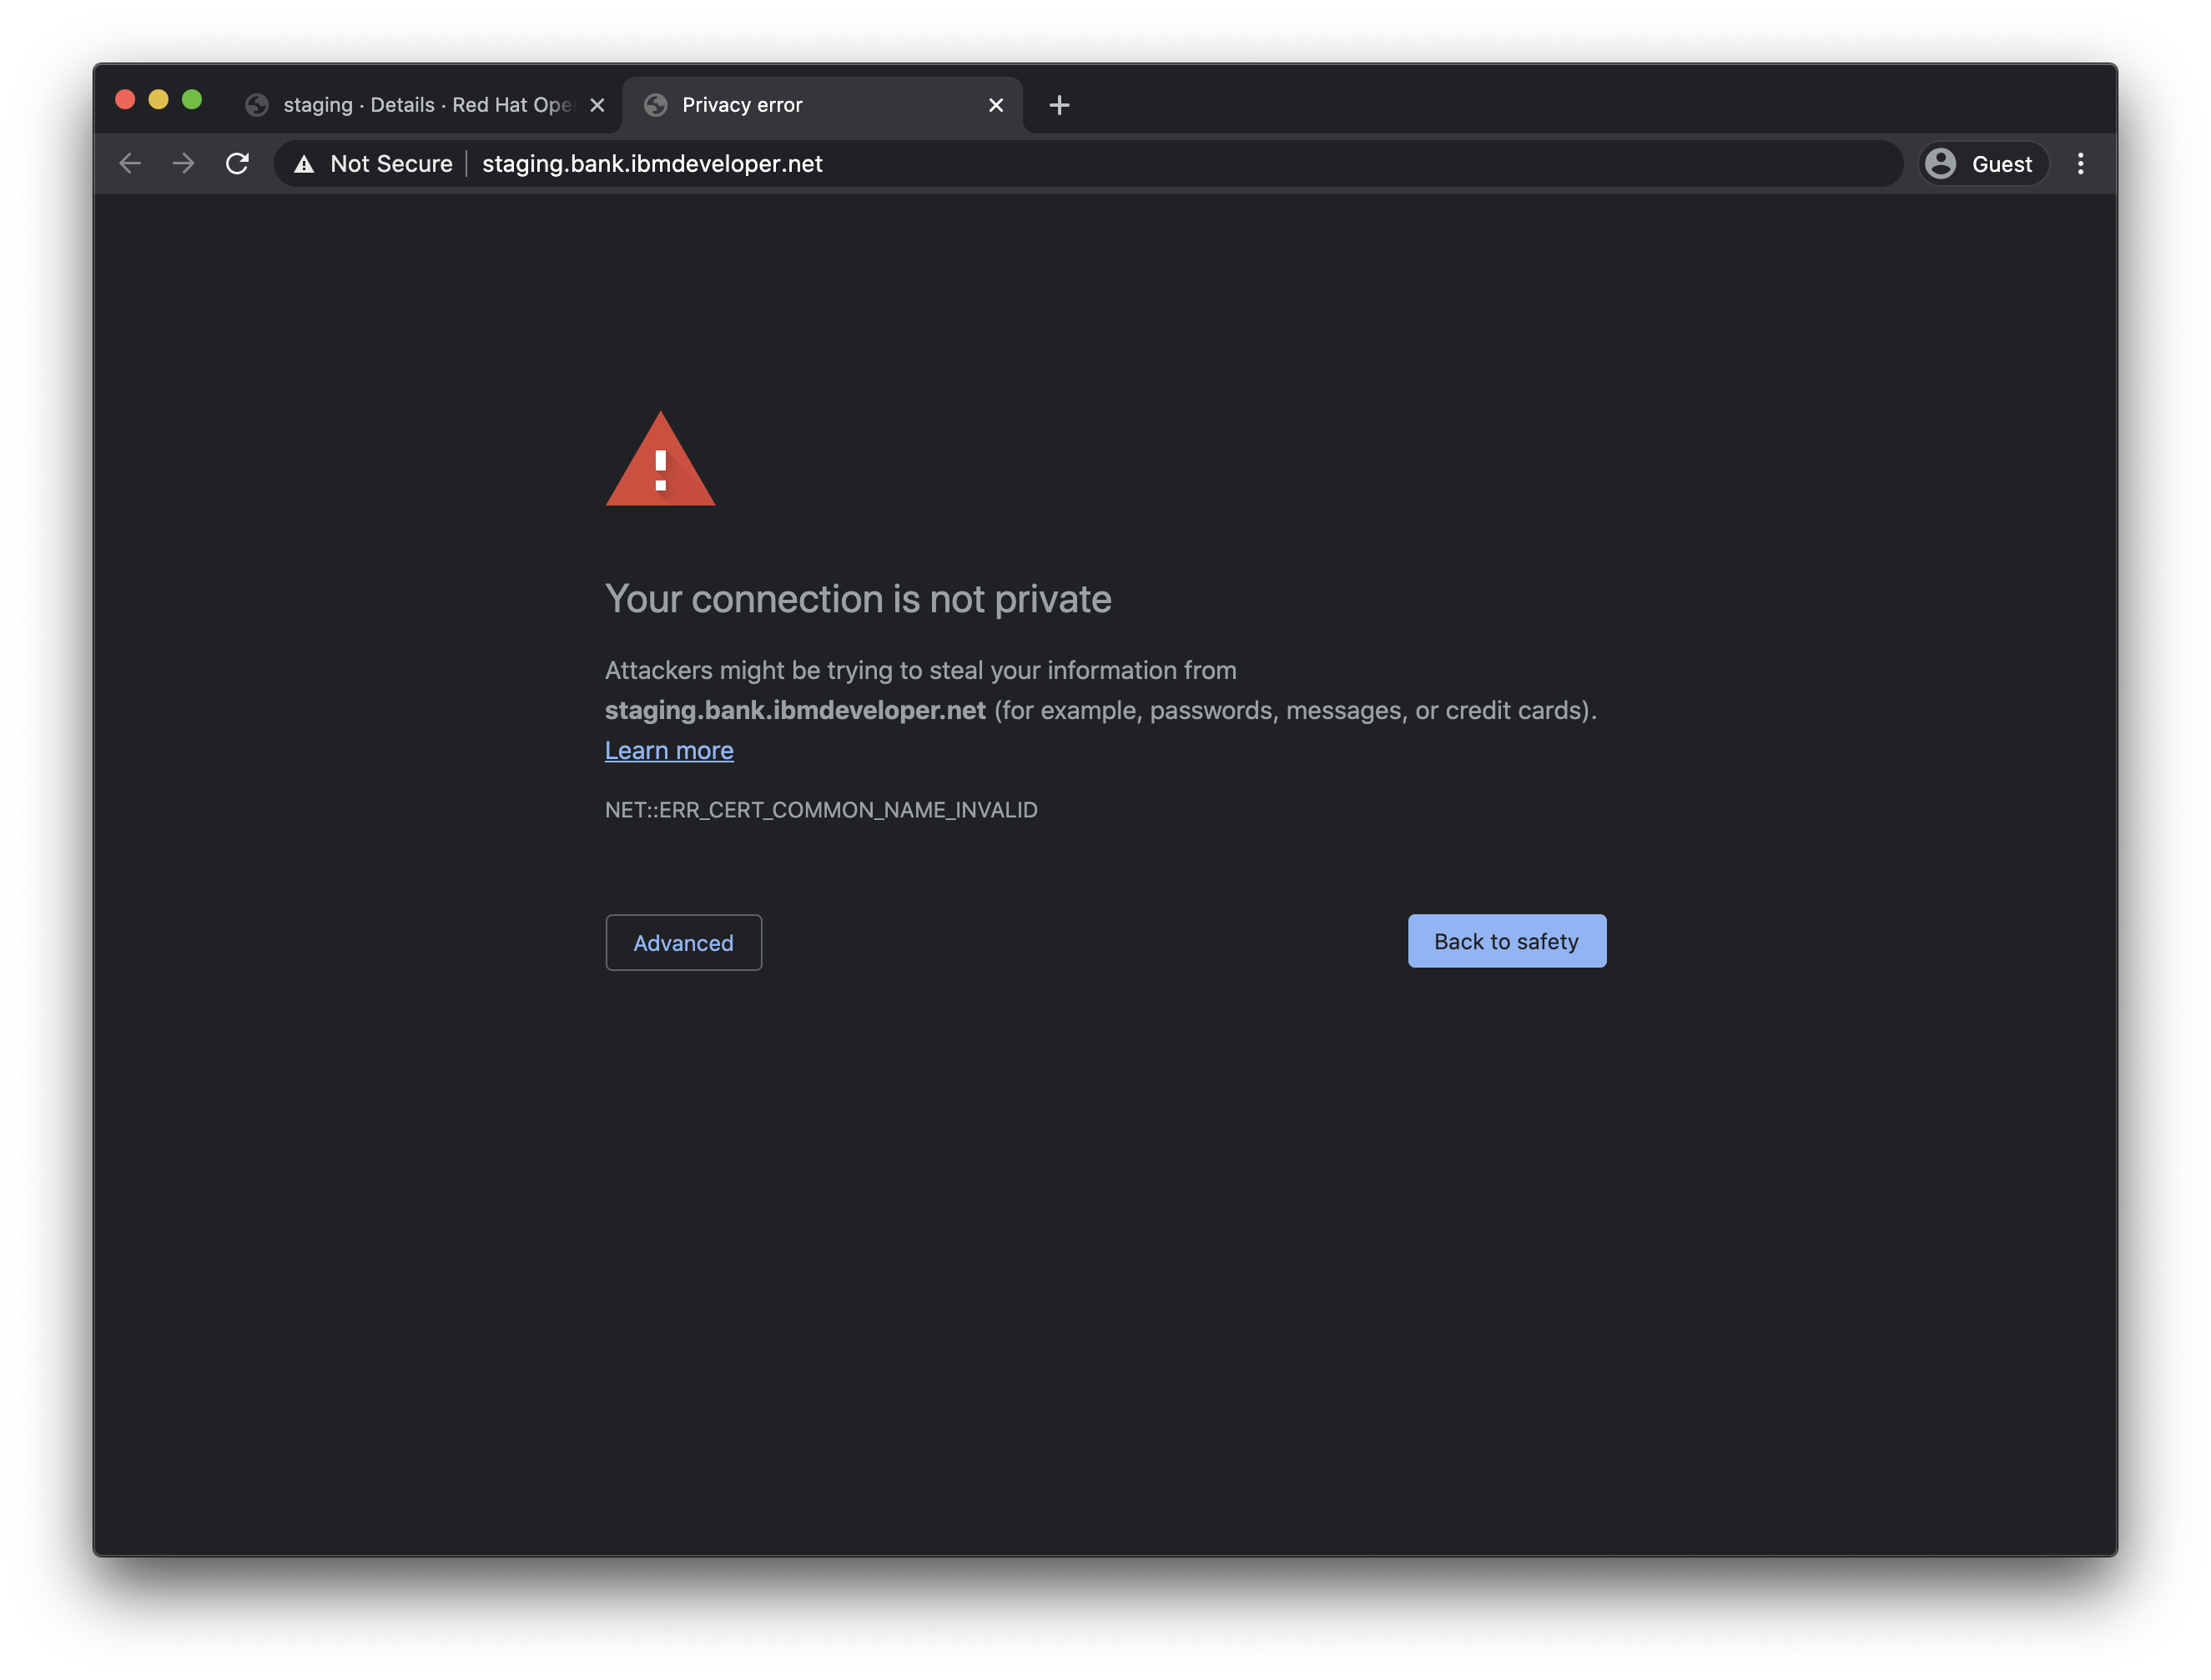 staging · Details · Red Hat Ope
Privacy error
Not Secure
staging.bank.ibmdeveloper.net
Guest
Your connection is not private
Attackers might be trying to steal your information from
staging.bank.ibmdeveloper.net (for example, passwords, messages, or credit cards).
Learn more
NET::ERR_CERT_COMMON_NAME_INVALID
Advanced
Back to safety